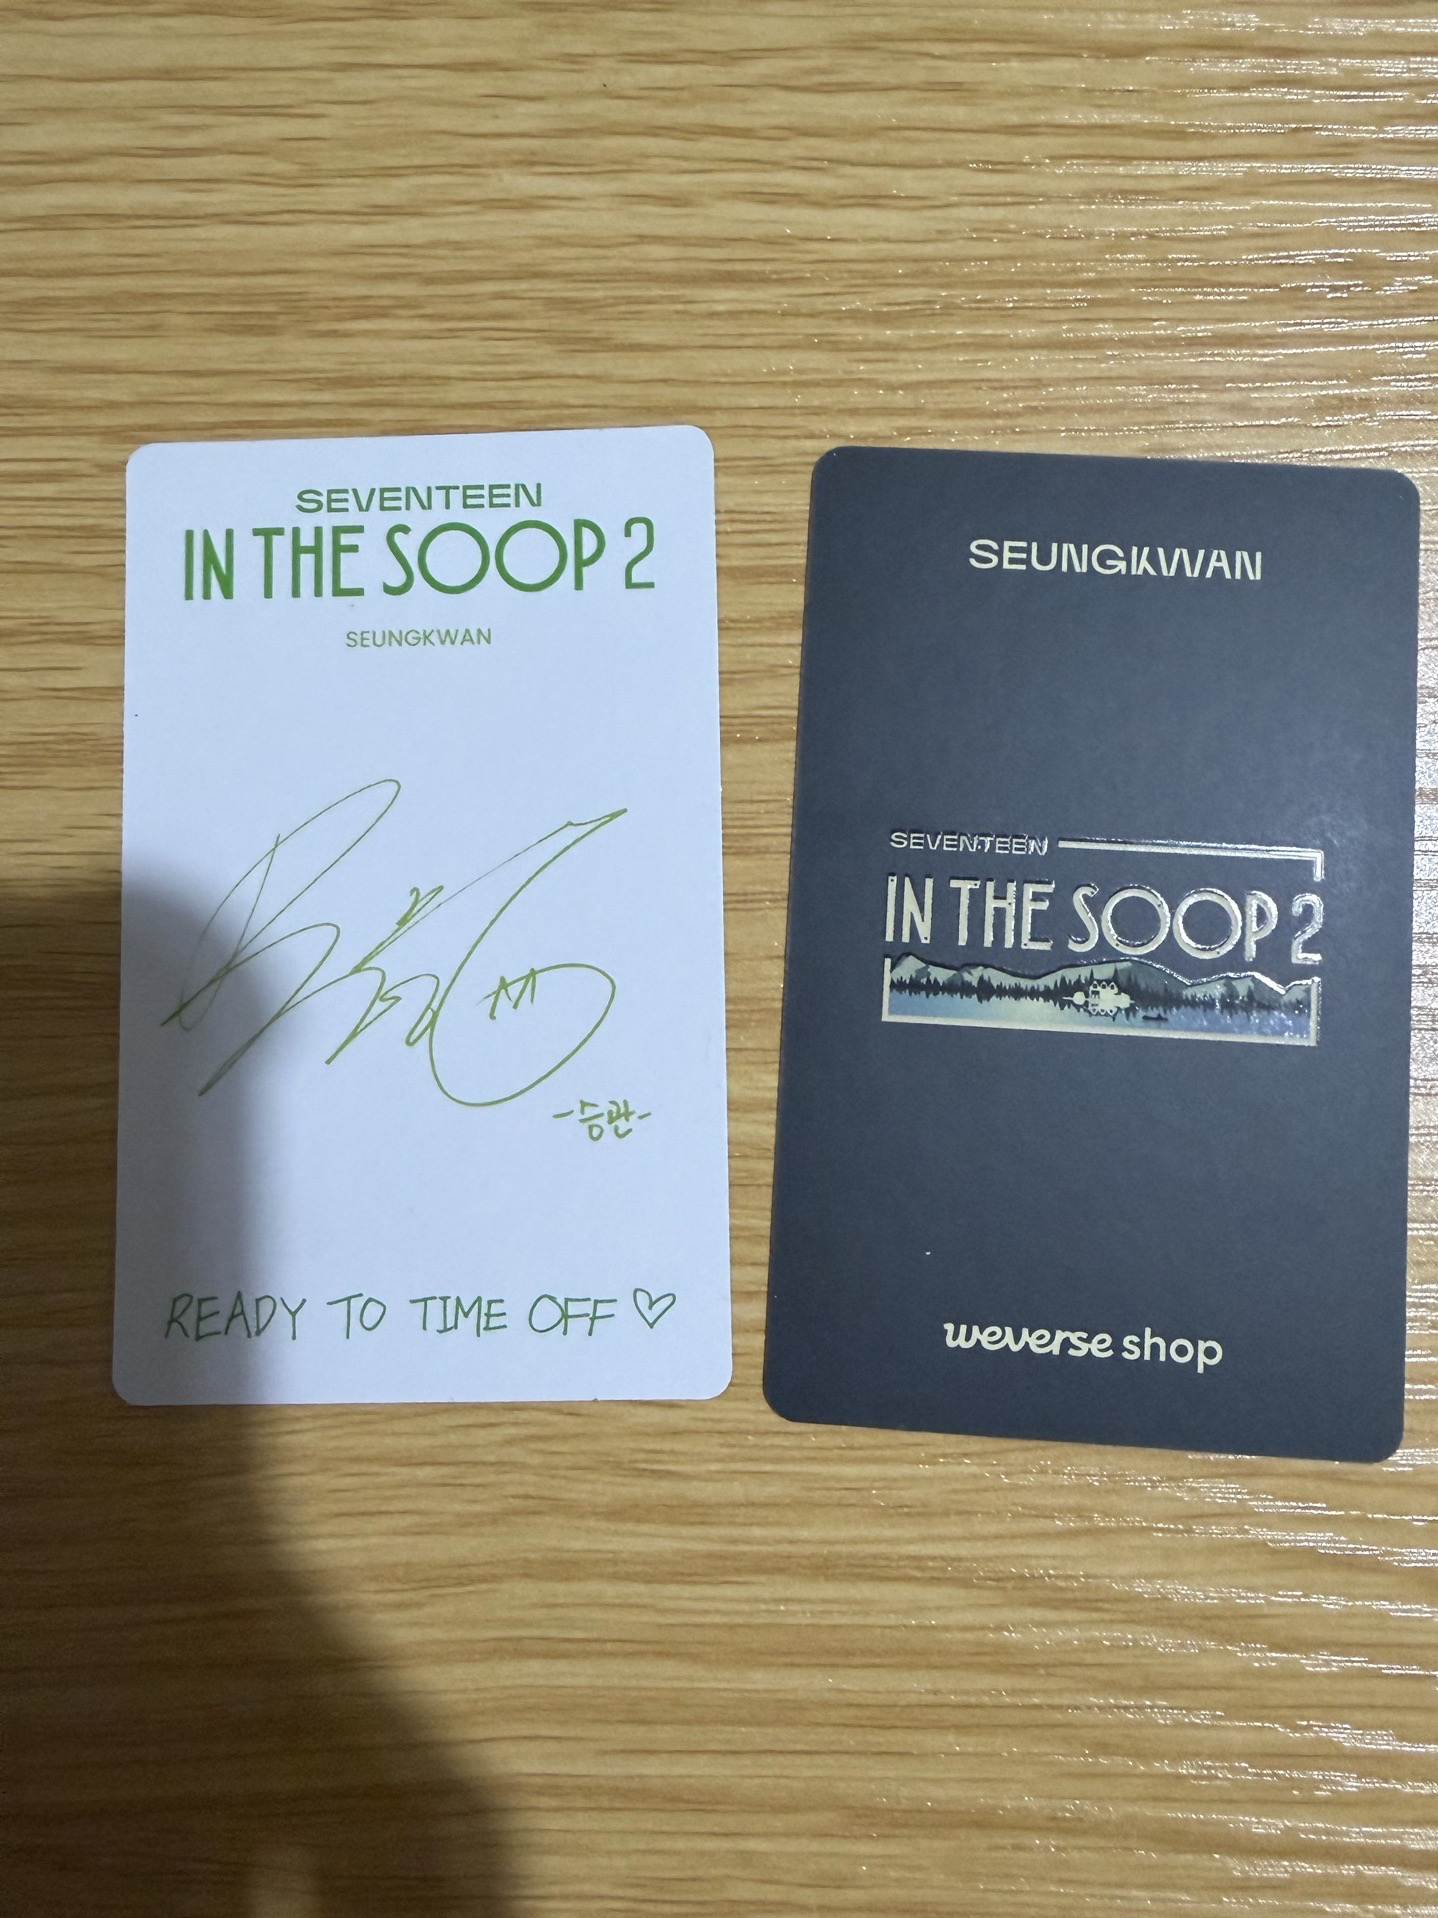 SEVENTEEN
IN THE SOOP 2
SEUNGKWAN
-승관-
READY TO TIME OFF♡
SEUNGKWAN
SEVENTEEN
IN THE SOOP 2
weverse shop